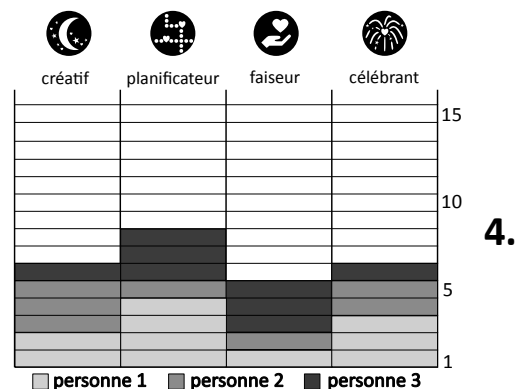 créatif planificateur faiseur célébrant
15
10
4.
5
1
personne 1 personne 2 personne 3